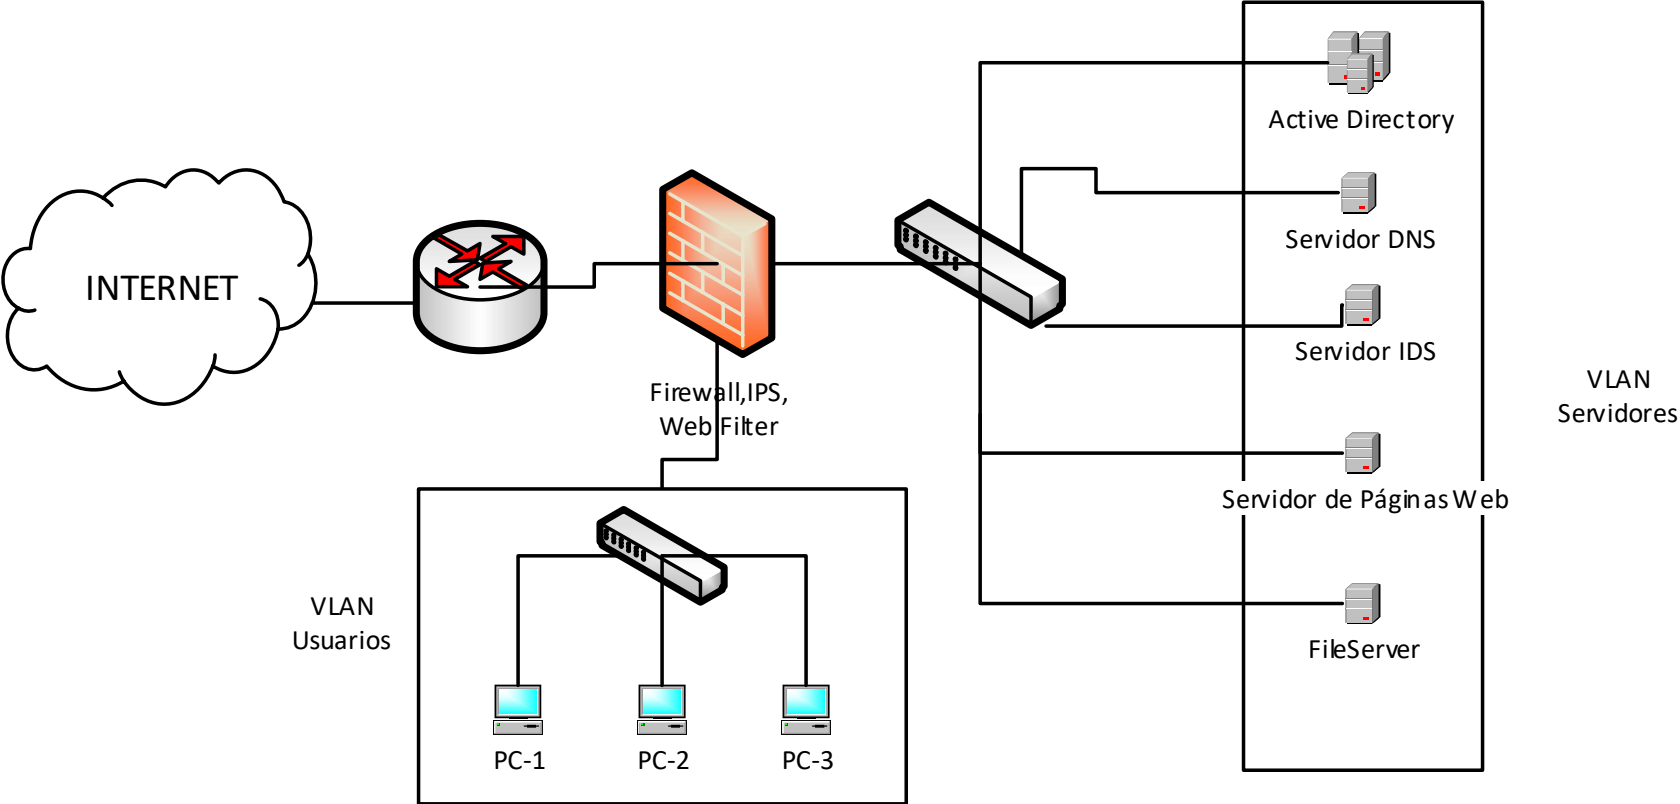 Active Directory
Servidor DNS
INTERNET
Servidor IDS
Firewall,IPS,
Web Filter
VLAN
Servidores
Servidor de Páginas Web
VLAN
Usuarios
FileServer
PC-1
PC-2
PC-3